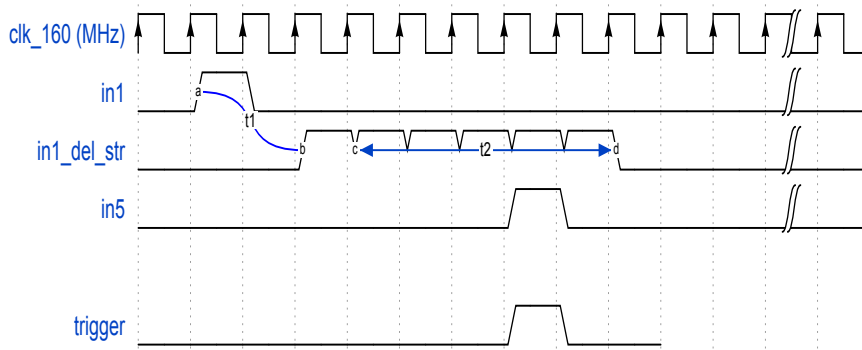 clk_160 (MHz)
in1
a
t1
in1_del_str
b
c
t2
d
in5
trigger